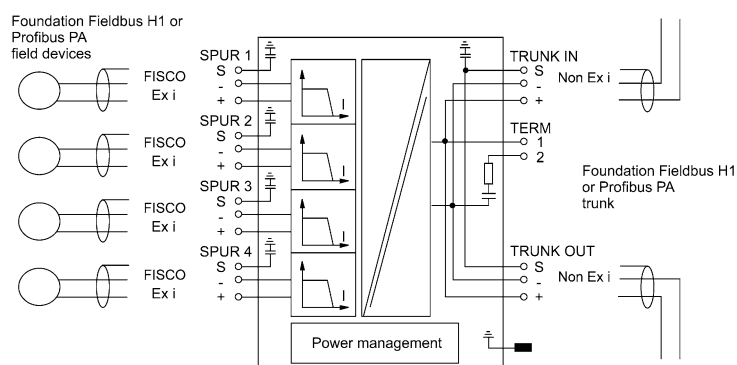 Foundation Fieldbus H1 or
Profibus PA
field devices
SPUR 1
S
-
+
FISCO
Ex i
SPUR 2
S
-
+
FISCO
Ex i
SPUR 3
S
-
+
FISCO
Ex i
SPUR 4
S
-
+
FISCO
Ex i
I
I
I
I
Power management
TRUNK IN
S
-
+
Non Ex i
TERM
1
2
Foundation Fieldbus H1
or Profibus PA
trunk
TRUNK OUT
S
-
+
Non Ex i